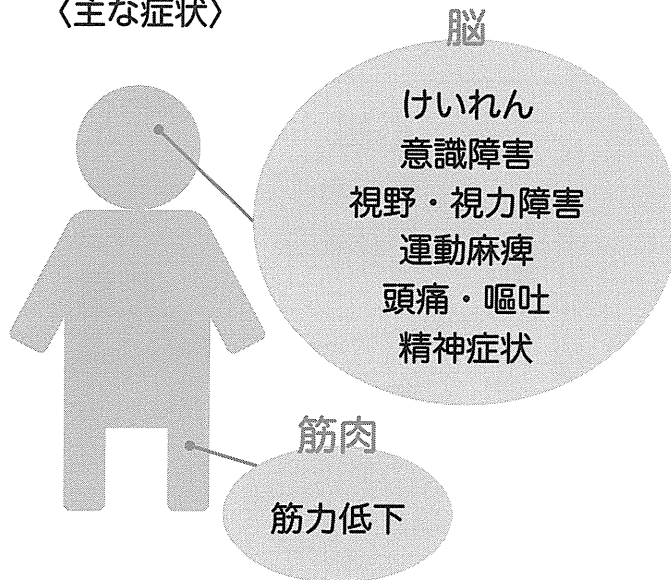 〈主な症状〉
脳
けいれん
意識障害
視野・視力障害
運動麻痺
頭痛・嘔吐
精神症状
筋肉
筋力低下